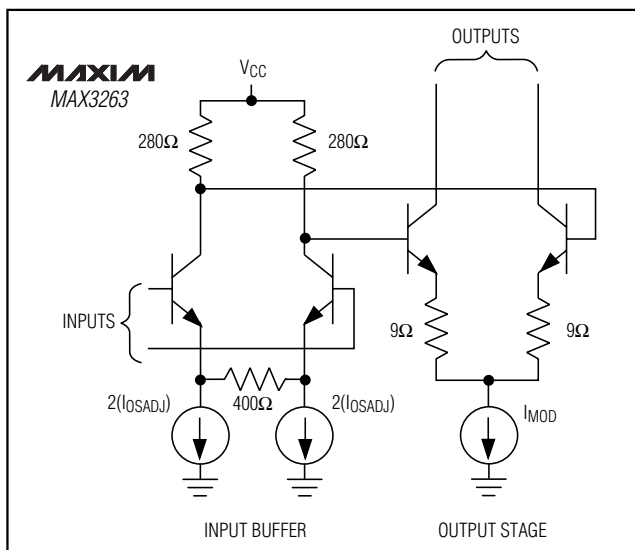 MAXIM
MAX3263
OUTPUTS
VCC
280Ω
280Ω
INPUTS
9Ω
9Ω
2(IOSADJ)
400Ω
2(IOSADJ)
IMOD
INPUT BUFFER
OUTPUT STAGE